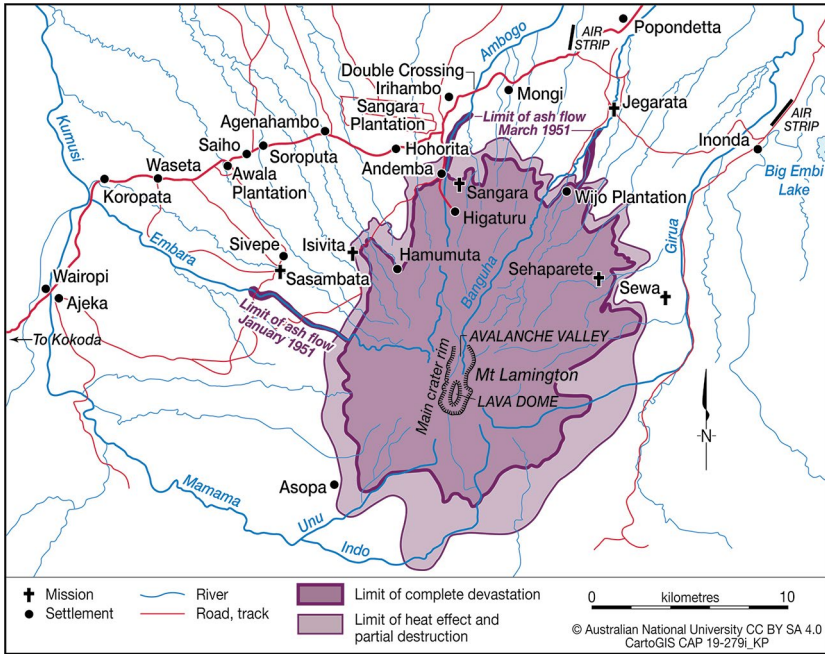 Popondetta
AIR
STRIP
Ambogo
Double Crossing
Irihambo
Mongi
Jegarata
Sangara
Plantation
Limit of ash flow
March 1951
AIR
STRIP
Kumusi
Agenahambo
Saiho
Soroputa
Hohorita
Inonda
Waseta
Awala
Plantation
Andemba
Big Embi
Lake
Koropata
Sangara
Wijo Plantation
Higaturu
Embara
Sivepe
Isivita
Girua
Hamumuta
Banguha
Sehaparete
Sasambata
Sewa
Wairopi
Ajeka
Limit of ash flow
January 1951
To Kokoda
AVALANCHE VALLEY
Main crater rim
Mt Lamington
LAVA DOME
N
Asopa
Mamama
Unu
Indo
Mission
River
Limit of complete devastation
0 kilometres 10
Settlement
Road, track
Limit of heat effect and
partial destruction
© Australian National University CC BY SA 4.0
CartoGIS CAP 19-279i_KP